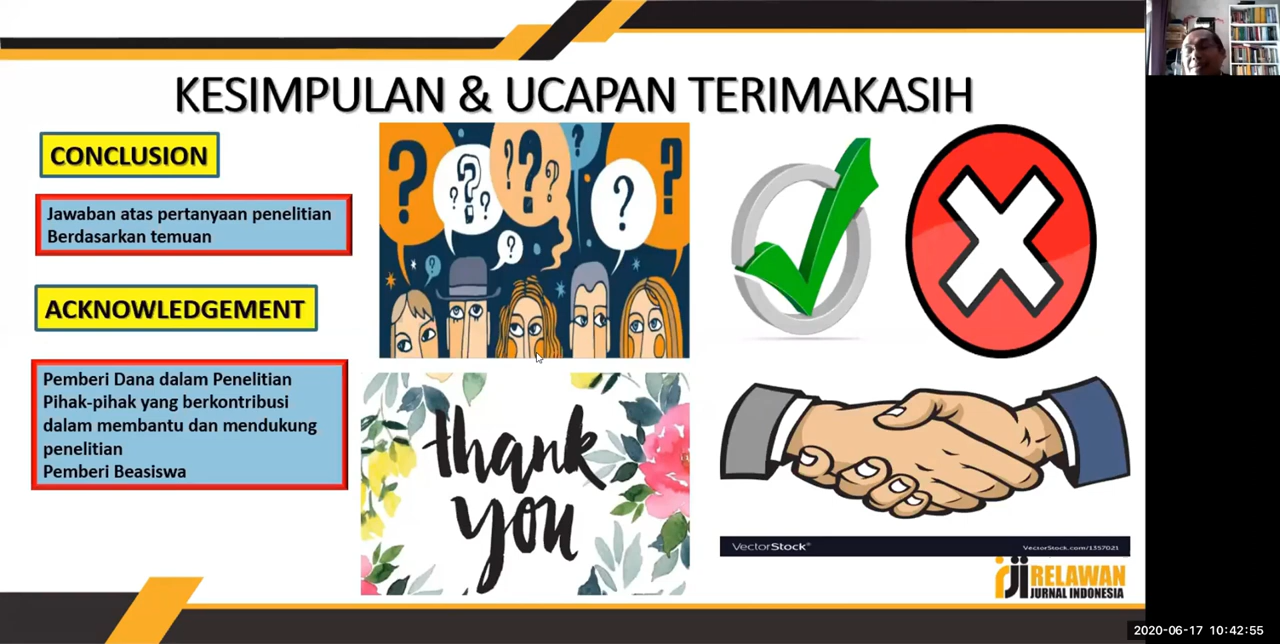 KESIMPULAN & UCAPAN TERIMAKASIH
CONCLUSION
Jawaban atas pertanyaan penelitian
Berdasarkan temuan
ACKNOWLEDGEMENT
Pemberi Dana dalam Penelitian
Pihak-pihak yang berkontribusi
dalam membantu dan mendukung
penelitian
Pemberi Beasiswa
thank
you
VectorStock®
VectorStock.com/1357021
rji RELAWAN
JURNAL INDONESIA
2020-06-17 10:42:55